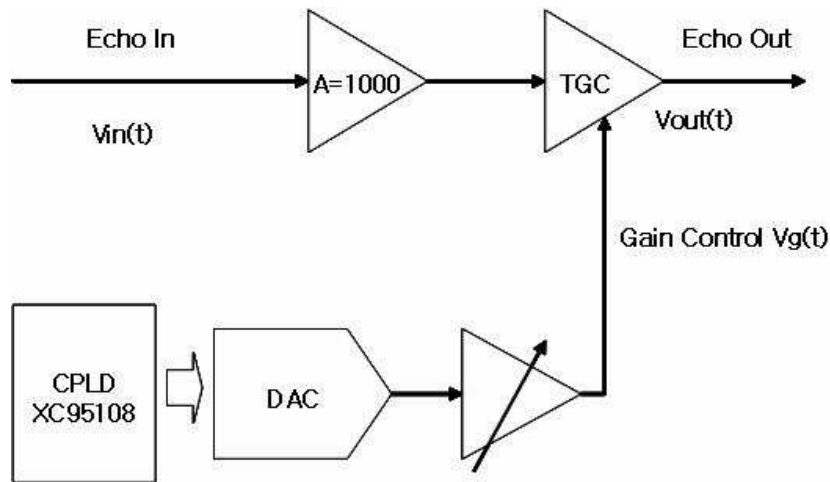 Echo In
Echo Out
A=1000
TGC
Vin(t)
Vout(t)
Gain Control Vg(t)
CPLD
XC95108
DAC